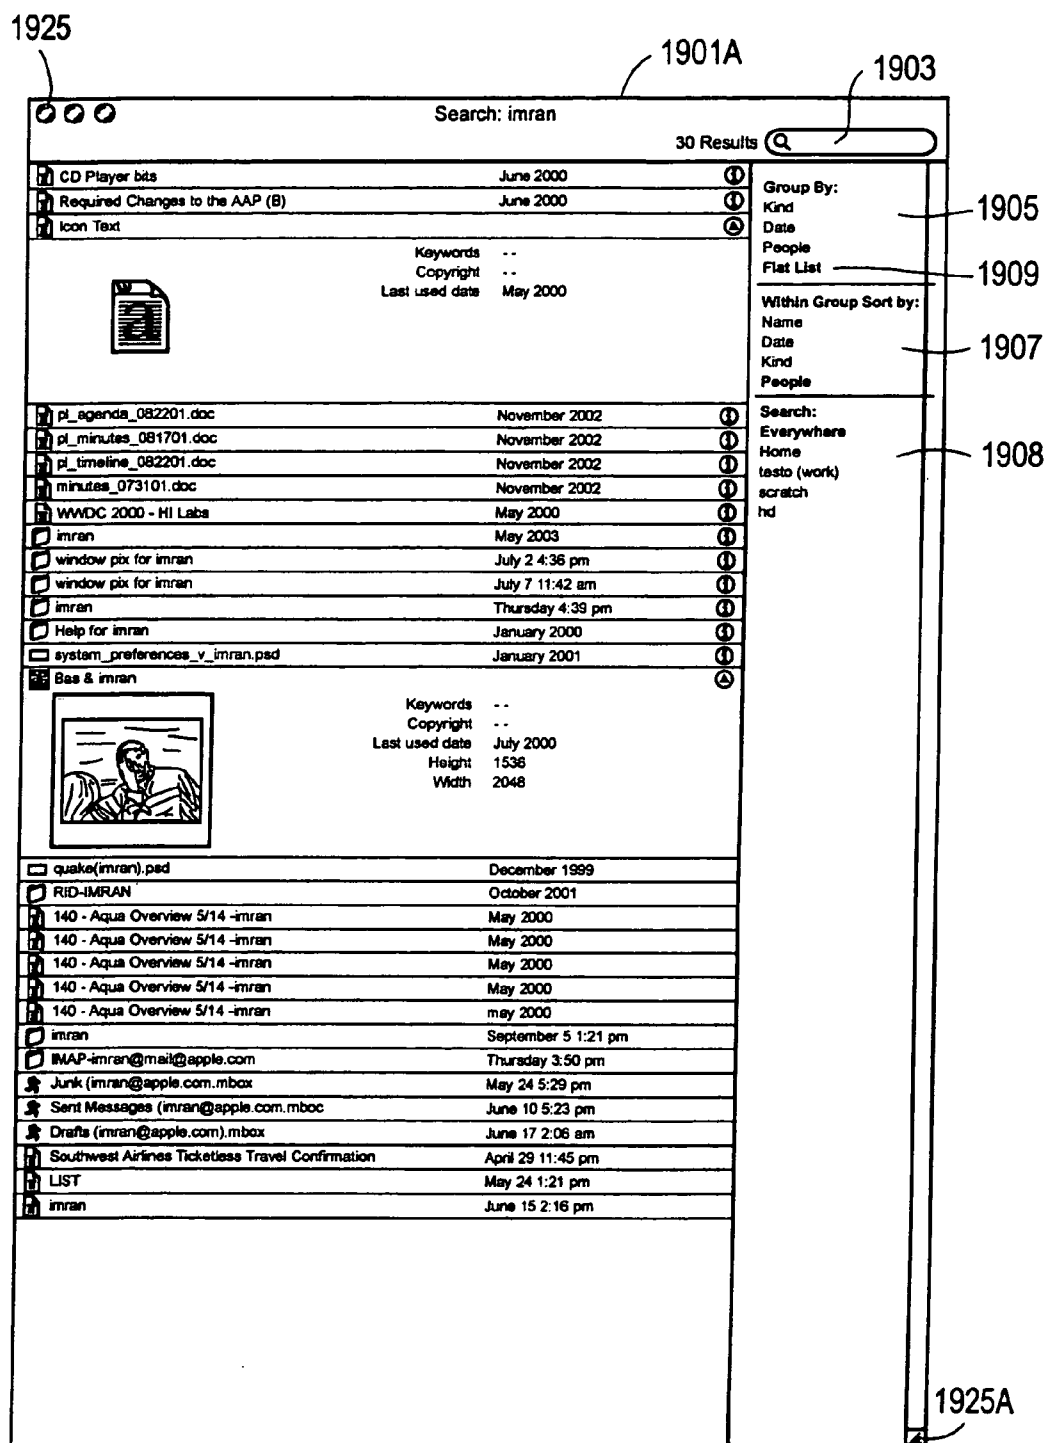 1925
1901A
1903
Search: imran
30 Results
CD Player bits June 2000
Required Changes to the AAP (B) June 2000
Icon Text
Keywords - -
Copyright - -
Last used date May 2000
a
pl_agenda_082201.doc November 2002
pl_minutes_081701.doc November 2002
pl_timeline_082201.doc November 2002
minutes_073101.doc November 2002
WWDC 2000 - HI Labs May 2000
imran May 2003
window pix for imran July 2 4:36 pm
window pix for imran July 7 11:42 am
imran Thursday 4:39 pm
Help for imran January 2000
system_preferences_v_imran.psd January 2001
Bas & imran
Keywords - -
Copyright - -
Last used date July 2000
Height 1536
Width 2048
quake(imran).psd December 1999
RID-IMRAN October 2001
140 - Aqua Overview 5/14 -imran May 2000
140 - Aqua Overview 5/14 -imran May 2000
140 - Aqua Overview 5/14 -imran May 2000
140 - Aqua Overview 5/14 -imran May 2000
140 - Aqua Overview 5/14 -imran may 2000
imran September 5 1:21 pm
IMAP-imran@mail@apple.com Thursday 3:50 pm
Junk (imran@apple.com.mbox May 24 5:29 pm
Sent Messages (imran@apple.com.mboc June 10 5:23 pm
Drafts (imran@apple.com).mbox June 17 2:06 am
Southwest Airlines Ticketless Travel Confirmation April 29 11:45 pm
LIST May 24 1:21 pm
imran June 15 2:16 pm
Group By:
Kind
Date
People
Flat List
Within Group Sort by:
Name
Date
Kind
People
Search:
Everywhere
Home
testo (work)
scratch
hd
1905
1909
1907
1908
1925A